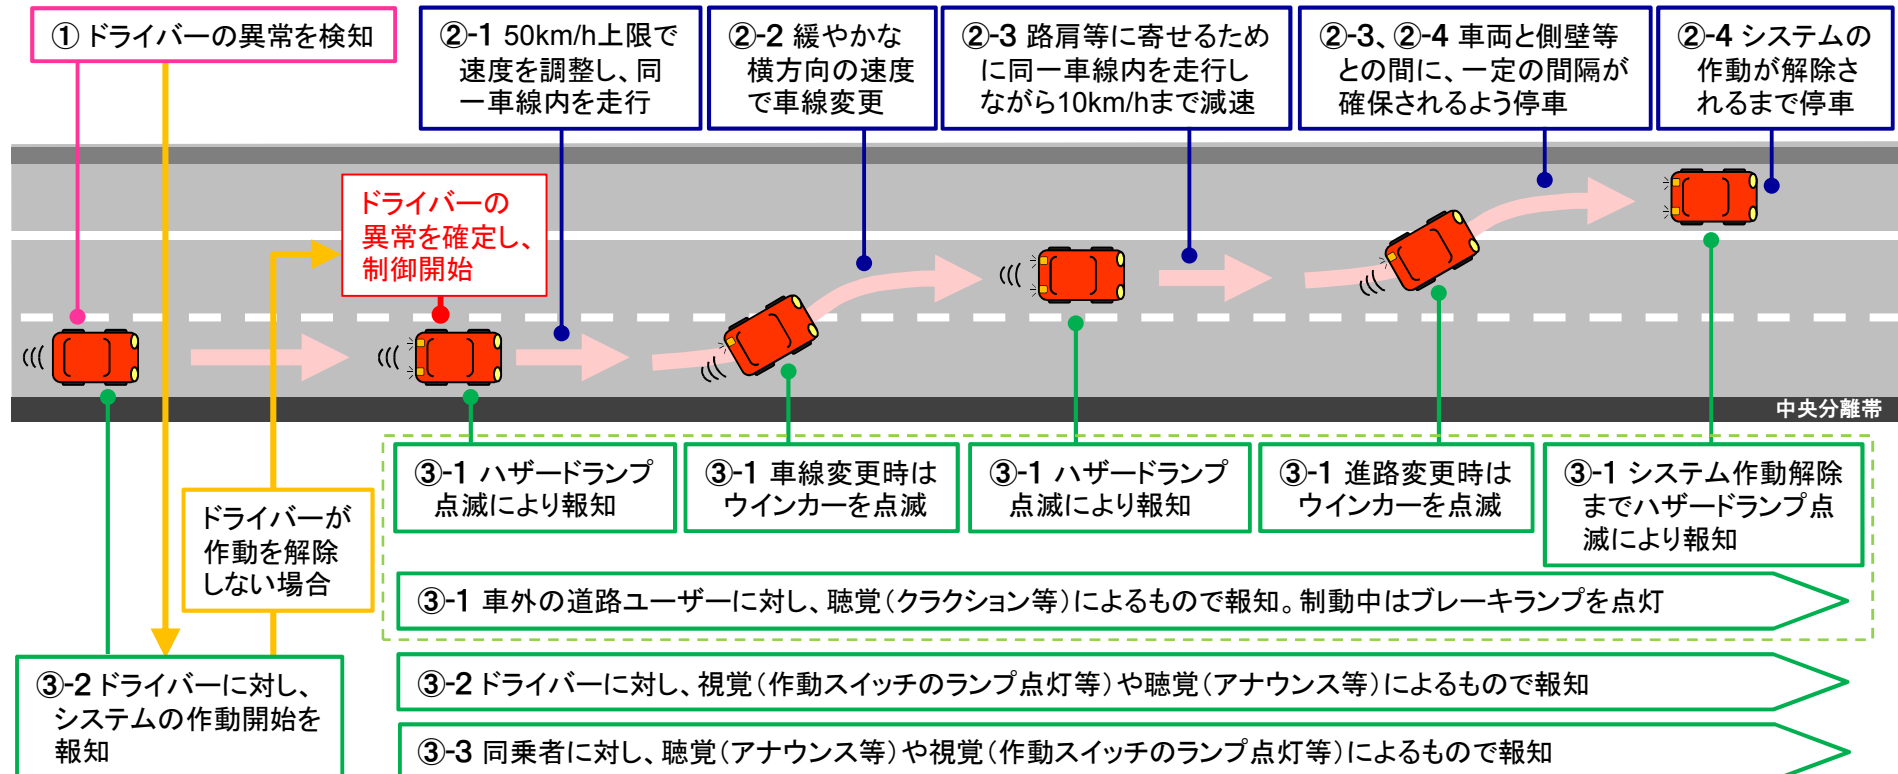 ① ドライバーの異常を検知
②-1 50km/h上限で
速度を調整し、同
一車線内を走行
②-2 緩やかな
横方向の速度
で車線変更
②-3 路肩等に寄せるため
に同一車線内を走行し
ながら10km/hまで減速
②-3、②-4 車両と側壁等
との間に、一定の間隔が
確保されるよう停車
②-4 システムの
作動が解除さ
れるまで停車
ドライバーの
異常を確定し、
制御開始
中央分離帯
③-1 ハザードランプ
点滅により報知
③-1 車線変更時は
ウインカーを点滅
③-1 ハザードランプ
点滅により報知
③-1 進路変更時は
ウインカーを点滅
③-1 システム作動解除
までハザードランプ点
滅により報知
ドライバーが
作動を解除
しない場合
③-1 車外の道路ユーザーに対し、聴覚(クラクション等)によるもので報知。制動中はブレーキランプを点灯
③-2 ドライバーに対し、
システムの作動開始を
報知
③-2 ドライバーに対し、視覚(作動スイッチのランプ点灯等)や聴覚(アナウンス等)によるもので報知
③-3 同乗者に対し、聴覚(アナウンス等)や視覚(作動スイッチのランプ点灯等)によるもので報知